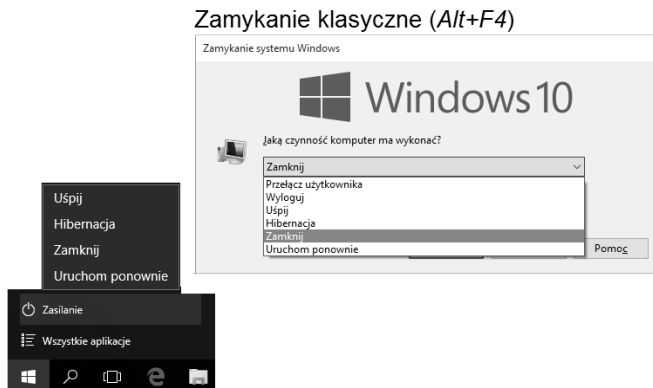 Zamykanie klasyczne (Alt+F4)
Zamykanie systemu Windows
Windows 10
Jaką czynność komputer ma wykonać?
Zamknij
Przełącz użytkownika
Wyloguj
Uśpij
Hibernacja
Zamknij
Uruchom ponownie
Pomoc
Uśpij
Hibernacja
Zamknij
Uruchom ponownie
Zasilanie
Wszystkie aplikacje